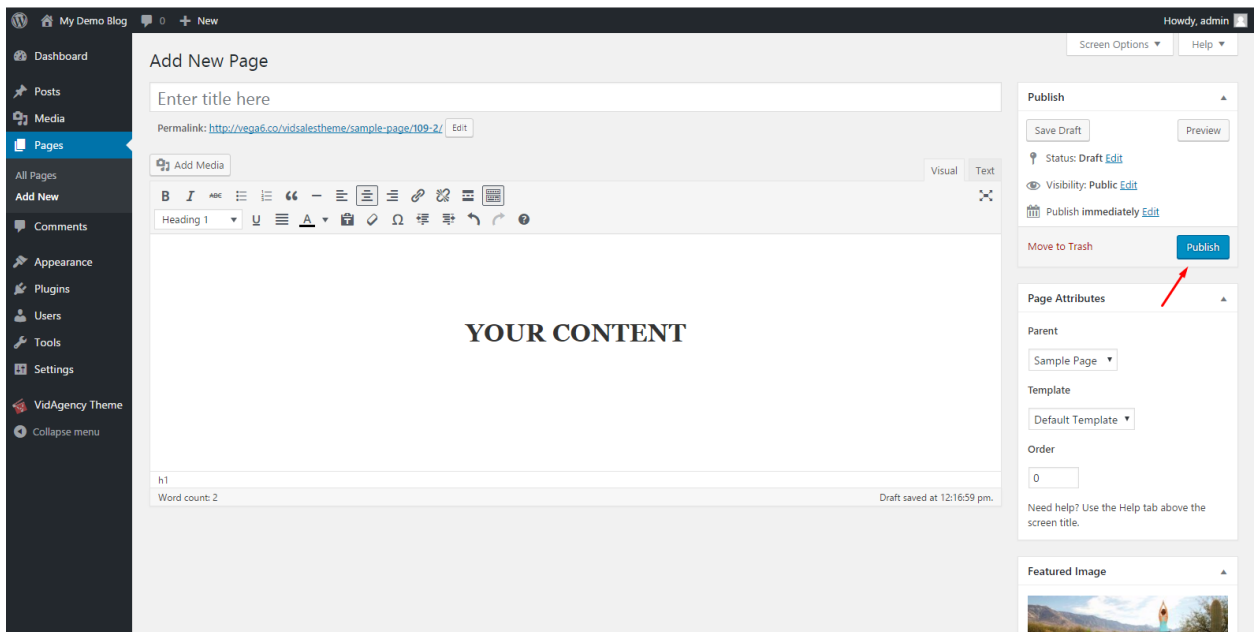 My Demo Blog 0 + New Howdy, admin
Screen Options ▼ Help ▼
Dashboard
Posts
Media
Pages
All Pages
Add New
Comments
Appearance
Plugins
Users
Tools
Settings
VidAgency Theme
Collapse menu
Add New Page
Enter title here
Permalink: http://vega6.co/vidsalestheme/sample-page/109-2/ Edit
Add Media
Visual Text
B I ABC
Heading 1 ▼ U A ▼ Ω
YOUR CONTENT
h1
Word count: 2 Draft saved at 12:16:59 pm.
Publish
Save Draft Preview
Status: Draft Edit
Visibility: Public Edit
Publish immediately Edit
Move to Trash Publish
Page Attributes
Parent
Sample Page ▼
Template
Default Template ▼
Order
0
Need help? Use the Help tab above the
screen title.
Featured Image